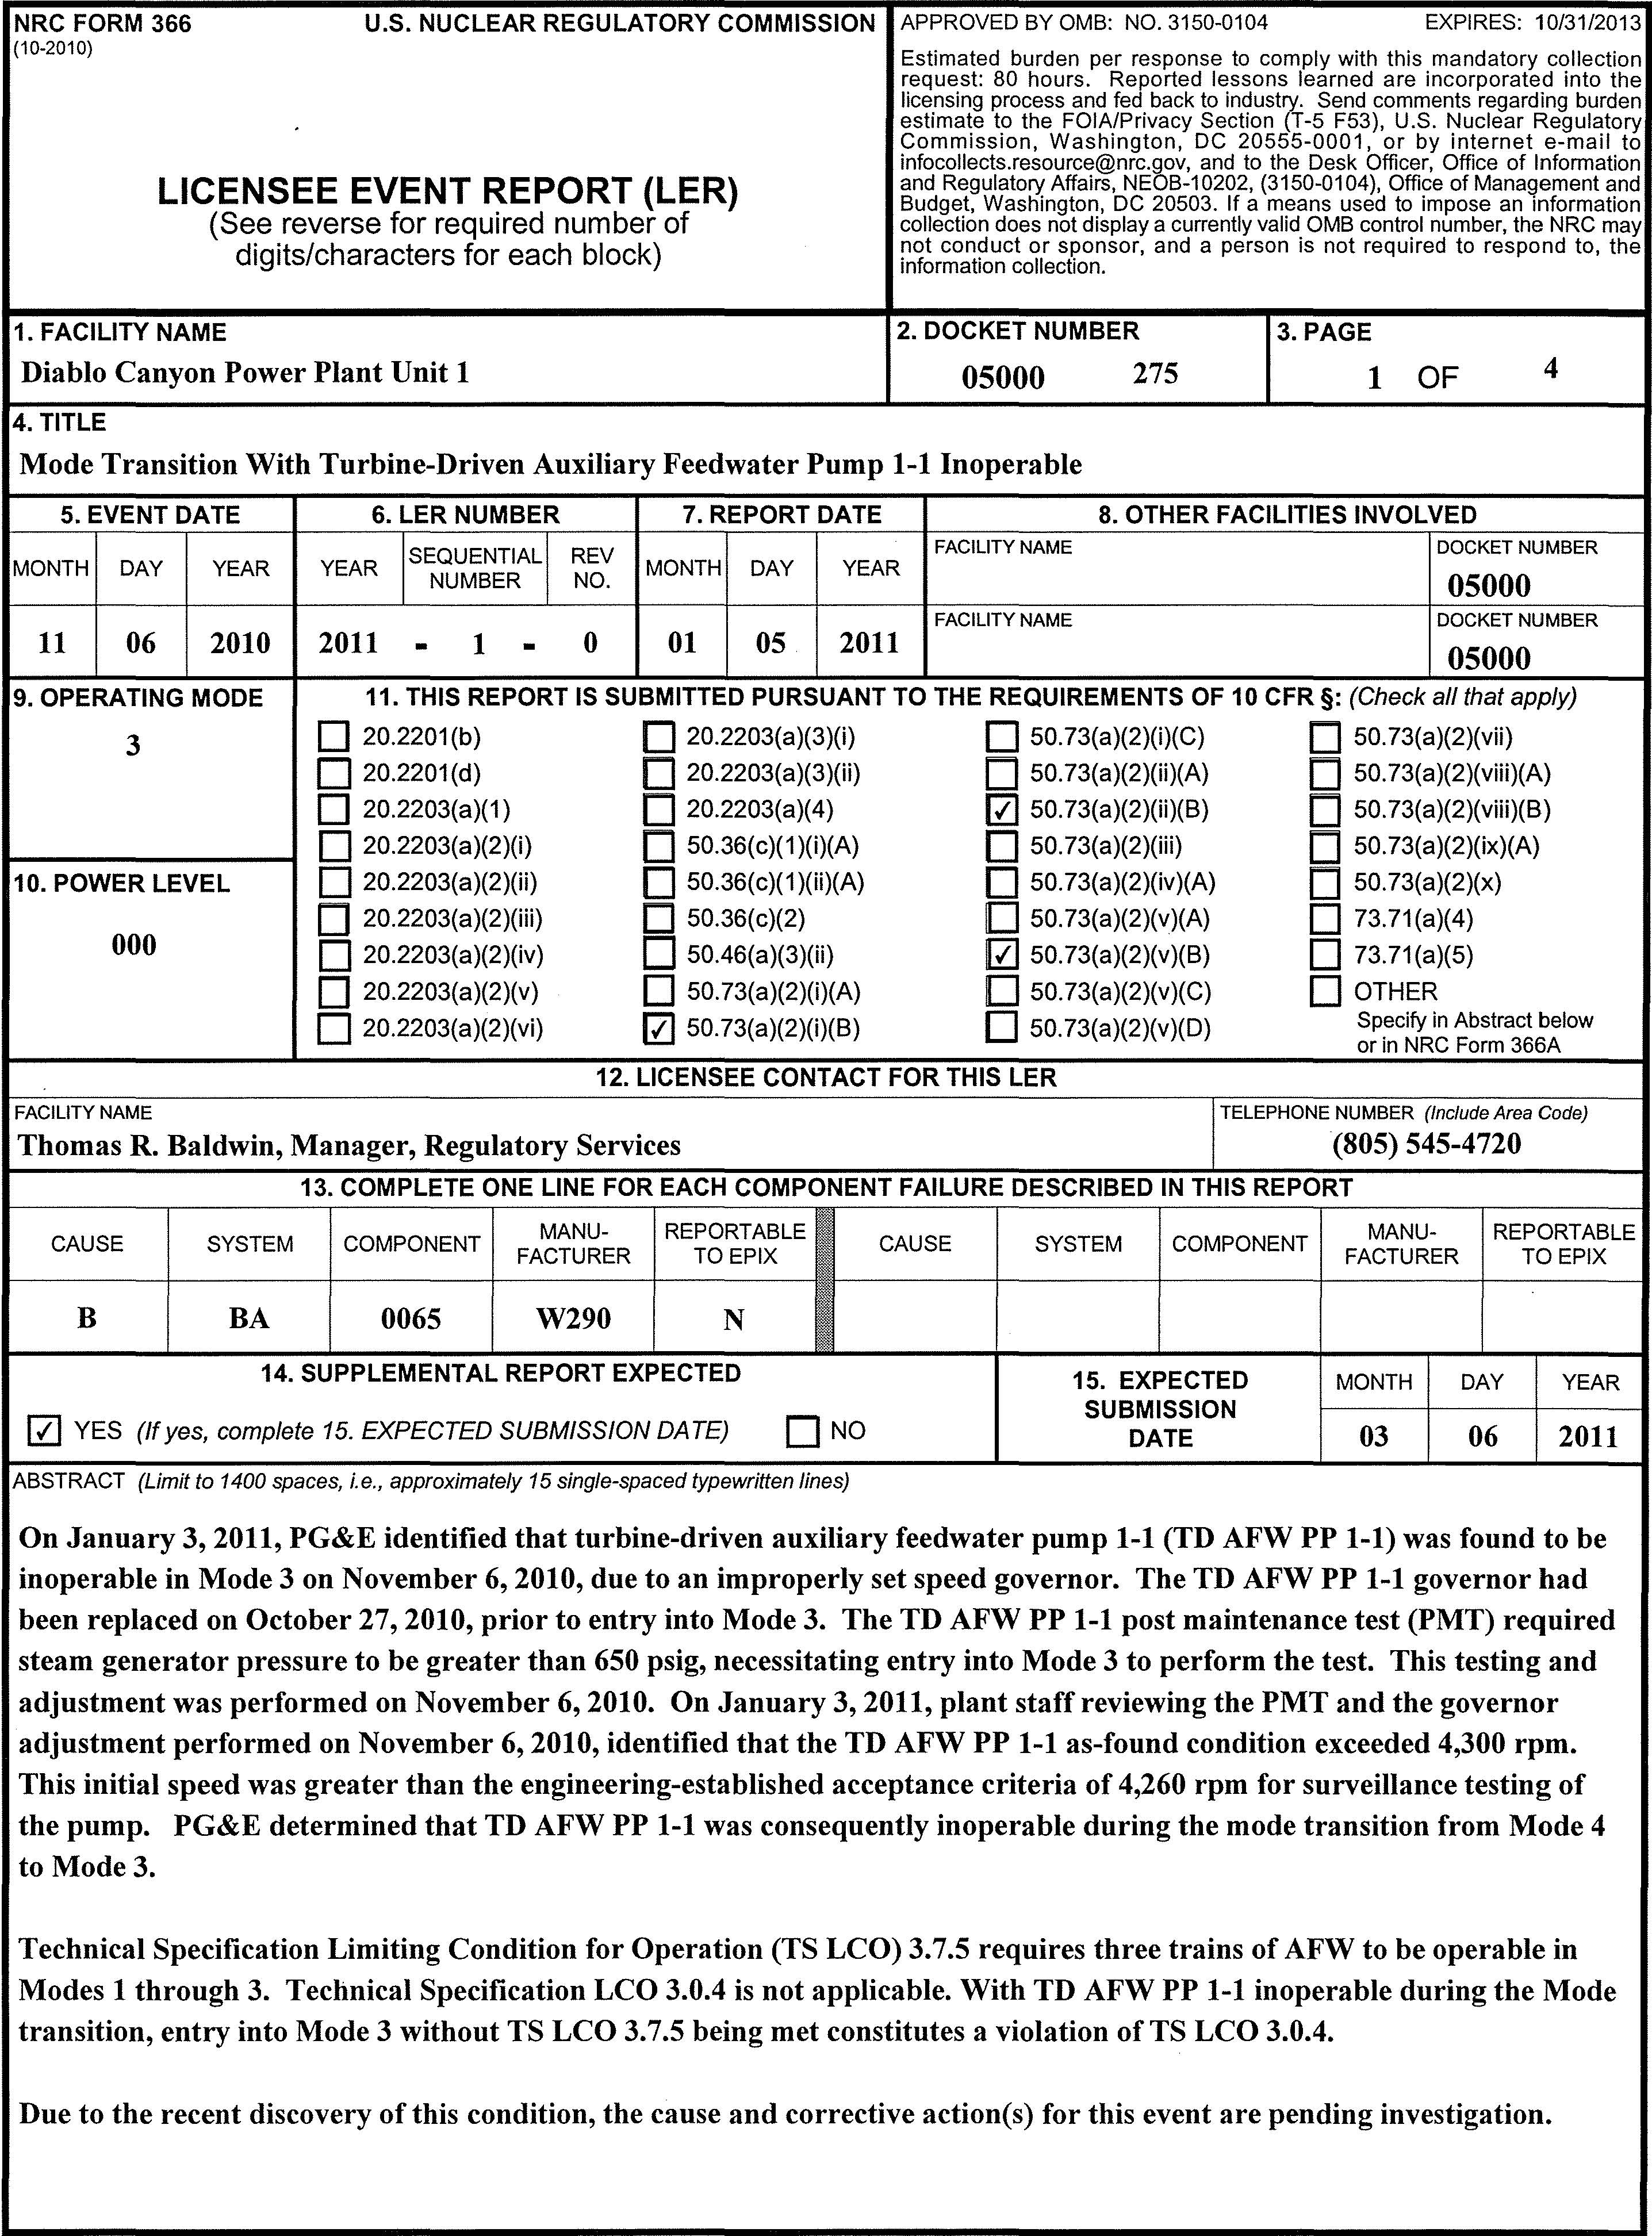 NRC FORM 366 U.S. NUCLEAR REGULATORY COMMISSION
(10-2010)
LICENSEE EVENT REPORT (LER)
(See reverse for required number of
digits/characters for each block)
APPROVED BY OMB: NO. 3150-0104 EXPIRES: 10/31/2013
Estimated burden per response to comply with this mandatory collection
request: 80 hours. Reported lessons learned are incorporated into the
licensing process and fed back to industry. Send comments regarding burden
estimate to the FOIA/Privacy Section (T-5 F53), U.S. Nuclear Regulatory
Commission, Washington, DC 20555-0001, or by internet e-mail to
infocollects.resource@nrc.gov, and to the Desk Officer, Office of Information
and Regulatory Affairs, NEOB-10202, (3150-0104), Office of Management and
Budget, Washington, DC 20503. If a means used to impose an information
collection does not display a currently valid OMB control number, the NRC may
not conduct or sponsor, and a person is not required to respond to, the
information collection.
1. FACILITY NAME
Diablo Canyon Power Plant Unit 1
2. DOCKET NUMBER
05000 275
3. PAGE
1 OF 4
4. TITLE
Mode Transition With Turbine-Driven Auxiliary Feedwater Pump 1-1 Inoperable
5. EVENT DATE 6. LER NUMBER 7. REPORT DATE 8. OTHER FACILITIES INVOLVED
MONTH DAY YEAR YEAR SEQUENTIAL NUMBER REV NO. MONTH DAY YEAR
FACILITY NAME DOCKET NUMBER
05000
11 06 2010 2011 - 1 - 0 01 05 2011
FACILITY NAME DOCKET NUMBER
05000
9. OPERATING MODE
3
10. POWER LEVEL
000
11. THIS REPORT IS SUBMITTED PURSUANT TO THE REQUIREMENTS OF 10 CFR §: (Check all that apply)
☐ 20.2201(b) ☐ 20.2203(a)(3)(i) ☐ 50.73(a)(2)(i)(C) ☐ 50.73(a)(2)(vii)
☐ 20.2201(d) ☐ 20.2203(a)(3)(ii) ☐ 50.73(a)(2)(ii)(A) ☐ 50.73(a)(2)(viii)(A)
☐ 20.2203(a)(1) ☐ 20.2203(a)(4) ✓ 50.73(a)(2)(ii)(B) ☐ 50.73(a)(2)(viii)(B)
☐ 20.2203(a)(2)(i) ☐ 50.36(c)(1)(i)(A) ☐ 50.73(a)(2)(iii) ☐ 50.73(a)(2)(ix)(A)
☐ 20.2203(a)(2)(ii) ☐ 50.36(c)(1)(ii)(A) ☐ 50.73(a)(2)(iv)(A) ☐ 50.73(a)(2)(x)
☐ 20.2203(a)(2)(iii) ☐ 50.36(c)(2) ☐ 50.73(a)(2)(v)(A) ☐ 73.71(a)(4)
☐ 20.2203(a)(2)(iv) ☐ 50.46(a)(3)(ii) ✓ 50.73(a)(2)(v)(B) ☐ 73.71(a)(5)
☐ 20.2203(a)(2)(v) ☐ 50.73(a)(2)(i)(A) ☐ 50.73(a)(2)(v)(C) ☐ OTHER
☐ 20.2203(a)(2)(vi) ✓ 50.73(a)(2)(i)(B) ☐ 50.73(a)(2)(v)(D) Specify in Abstract below
or in NRC Form 366A
12. LICENSEE CONTACT FOR THIS LER
FACILITY NAME TELEPHONE NUMBER (Include Area Code)
Thomas R. Baldwin, Manager, Regulatory Services (805) 545-4720
13. COMPLETE ONE LINE FOR EACH COMPONENT FAILURE DESCRIBED IN THIS REPORT
CAUSE SYSTEM COMPONENT MANU-FACTURER REPORTABLE TO EPIX CAUSE SYSTEM COMPONENT MANU-FACTURER REPORTABLE TO EPIX
B BA 0065 W290 N
14. SUPPLEMENTAL REPORT EXPECTED
✓ YES (If yes, complete 15. EXPECTED SUBMISSION DATE) ☐ NO
15. EXPECTED
SUBMISSION
DATE
MONTH DAY YEAR
03 06 2011
ABSTRACT (Limit to 1400 spaces, i.e., approximately 15 single-spaced typewritten lines)
On January 3, 2011, PG&E identified that turbine-driven auxiliary feedwater pump 1-1 (TD AFW PP 1-1) was found to be
inoperable in Mode 3 on November 6, 2010, due to an improperly set speed governor. The TD AFW PP 1-1 governor had
been replaced on October 27, 2010, prior to entry into Mode 3. The TD AFW PP 1-1 post maintenance test (PMT) required
steam generator pressure to be greater than 650 psig, necessitating entry into Mode 3 to perform the test. This testing and
adjustment was performed on November 6, 2010. On January 3, 2011, plant staff reviewing the PMT and the governor
adjustment performed on November 6, 2010, identified that the TD AFW PP 1-1 as-found condition exceeded 4,300 rpm.
This initial speed was greater than the engineering-established acceptance criteria of 4,260 rpm for surveillance testing of
the pump. PG&E determined that TD AFW PP 1-1 was consequently inoperable during the mode transition from Mode 4
to Mode 3.
Technical Specification Limiting Condition for Operation (TS LCO) 3.7.5 requires three trains of AFW to be operable in
Modes 1 through 3. Technical Specification LCO 3.0.4 is not applicable. With TD AFW PP 1-1 inoperable during the Mode
transition, entry into Mode 3 without TS LCO 3.7.5 being met constitutes a violation of TS LCO 3.0.4.
Due to the recent discovery of this condition, the cause and corrective action(s) for this event are pending investigation.